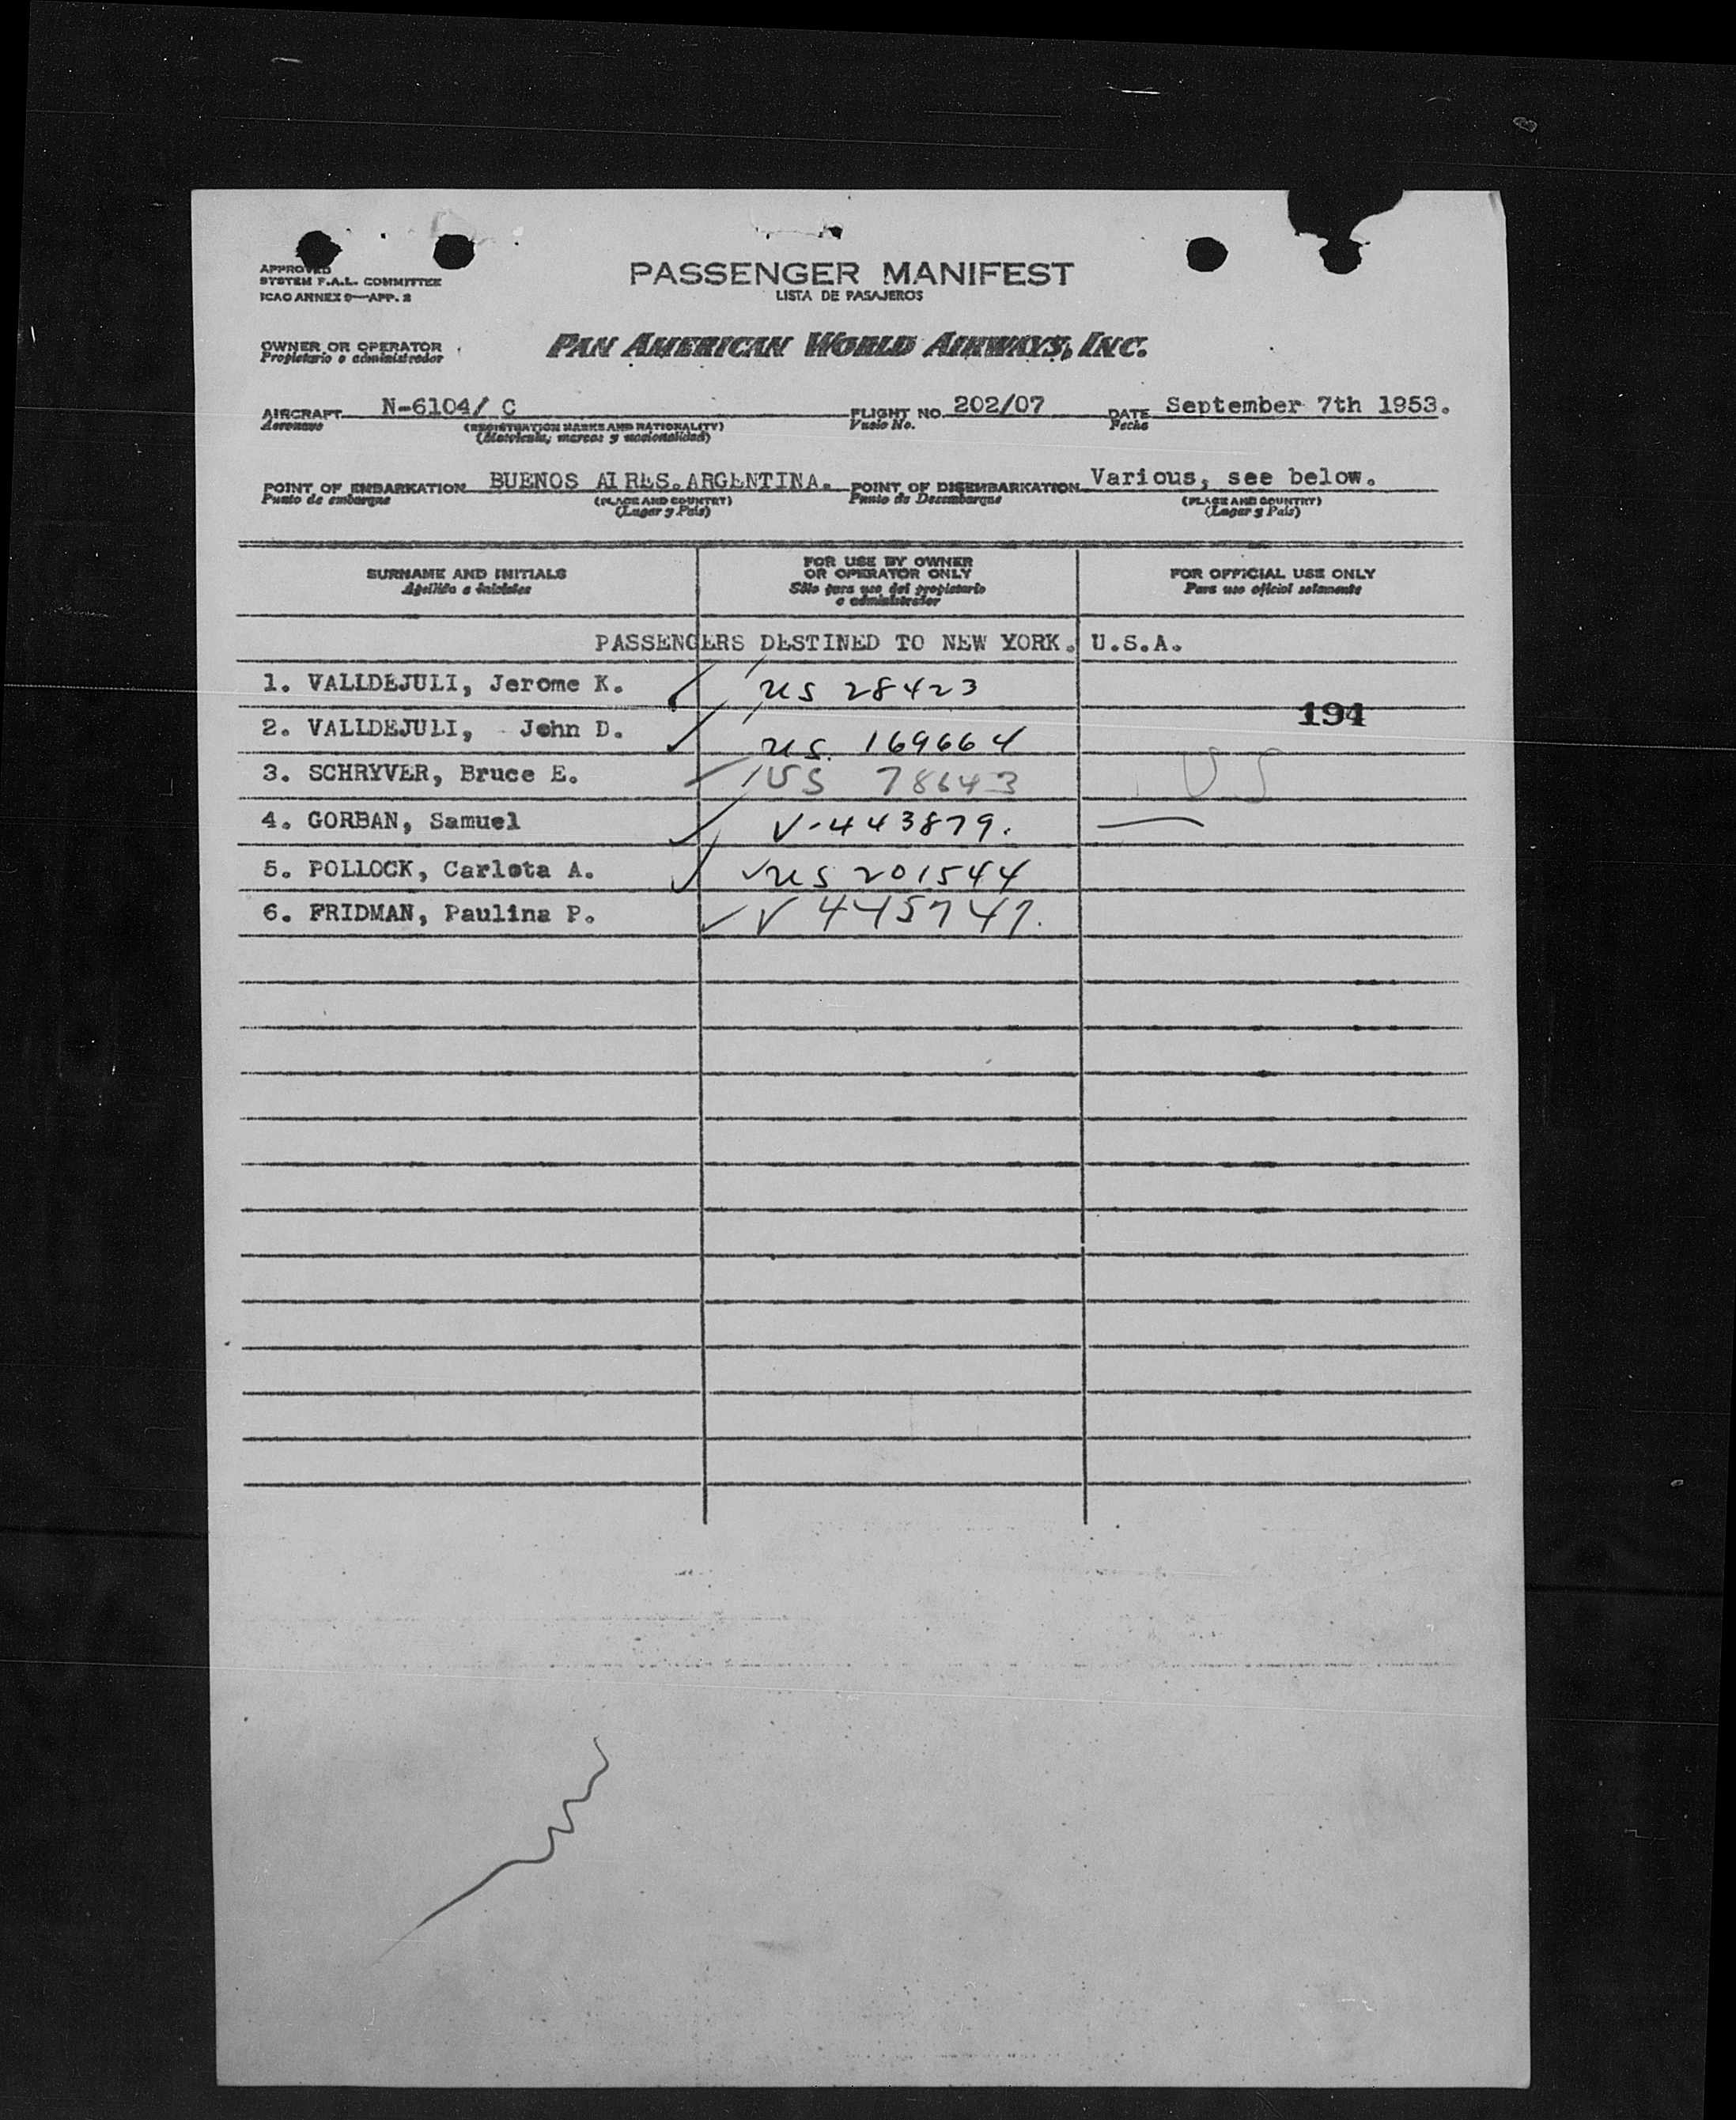 APPROVED
SYSTEM F.A.L. COMMITTEE
ICAO ANNEX 9—APP. 2
PASSENGER MANIFEST
LISTA DE PASAJEROS
OWNER OR OPERATOR
Propietario o administrador
PAN AMERICAN WORLD AIRWAYS, INC.
AIRCRAFT N-6104/ C FLIGHT NO. 202/07 DATE September 7th 1953.
Aeronave (REGISTRATION MARKS AND NATIONALITY) Vuelo No. Fecha
(Matrícula, marcas y nacionalidad)
POINT OF EMBARKATION BUENOS AIRES.ARGENTINA. POINT OF DISEMBARKATION Various, see below.
Punto de embarque (PLACE AND COUNTRY) Punto de Desembarque (PLACE AND COUNTRY)
(Lugar y País) (Lugar y País)
SURNAME AND INITIALS
Apellido e iniciales
FOR USE BY OWNER
OR OPERATOR ONLY
Sólo para uso del propietario
o administrador
FOR OFFICIAL USE ONLY
Para uso oficial solamente
PASSENGERS DESTINED TO NEW YORK. U.S.A.
1. VALLDEJULI, Jerome K. US 28423
194
2. VALLDEJULI, John D. US. 169664
3. SCHRYVER, Bruce E. US 78643 US
4. GORBAN, Samuel V-443879.
5. POLLOCK, Carlota A. US 201544
6. FRIDMAN, Paulina P. V 445747.